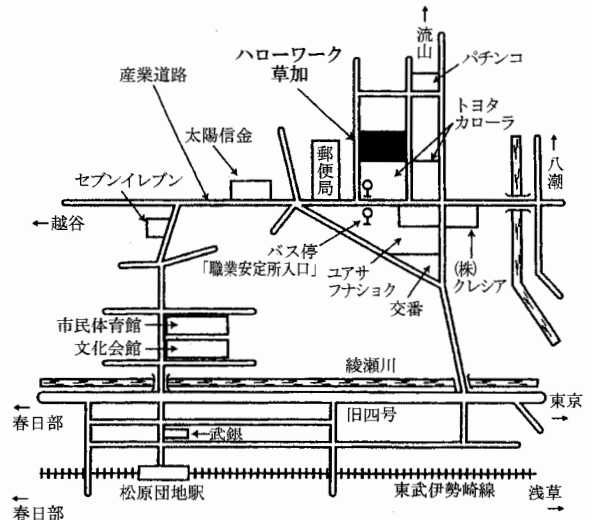 流山
ハローワーク
草加
パチンコ
産業道路
トヨタ
カローラ
太陽信金
郵便局
八潮
セブンイレブン
越谷
バス停
「職業安定所入口」
ユアサ
フナショク
(株)
クレシア
交番
市民体育館
文化会館
綾瀬川
東京
春日部
旧四号
武銀
松原団地駅
東武伊勢崎線
浅草
春日部